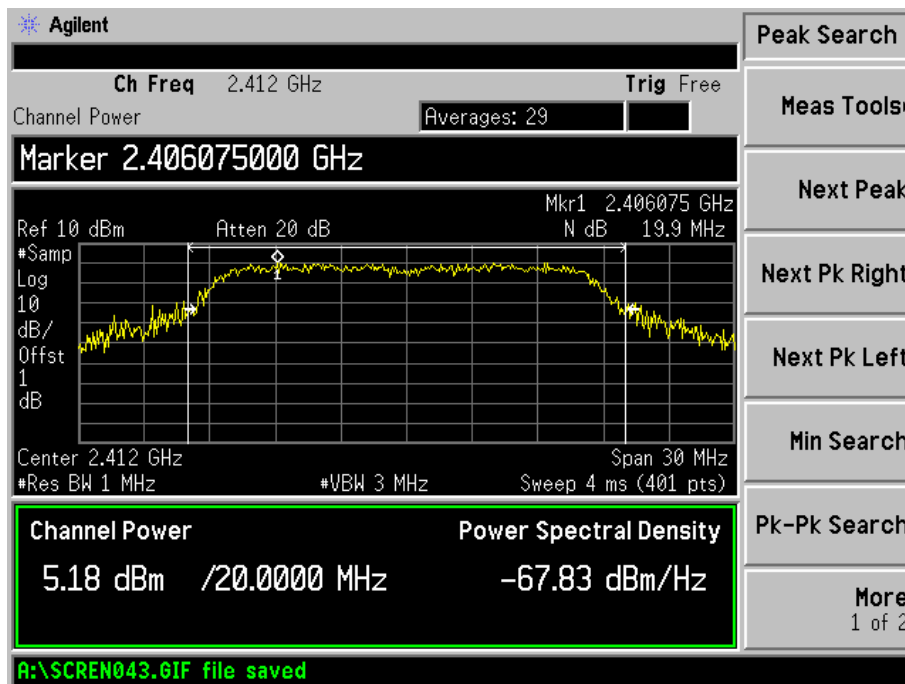 Agilent
Peak Search
Ch Freq 2.412 GHz Trig Free
Channel Power Averages: 29
Meas Tools
Marker 2.406075000 GHz
Mkr1 2.406075 GHz
Ref 10 dBm Atten 20 dB N dB 19.9 MHz
Next Peak
#Samp
Log
10
dB/
Offst
1
dB
1
Next Pk Right
Next Pk Left
Center 2.412 GHz Span 30 MHz
#Res BW 1 MHz #VBW 3 MHz Sweep 4 ms (401 pts)
Min Search
Channel Power Power Spectral Density
5.18 dBm /20.0000 MHz -67.83 dBm/Hz
Pk-Pk Search
More
1 of 2
A:\SCREN043.GIF file saved